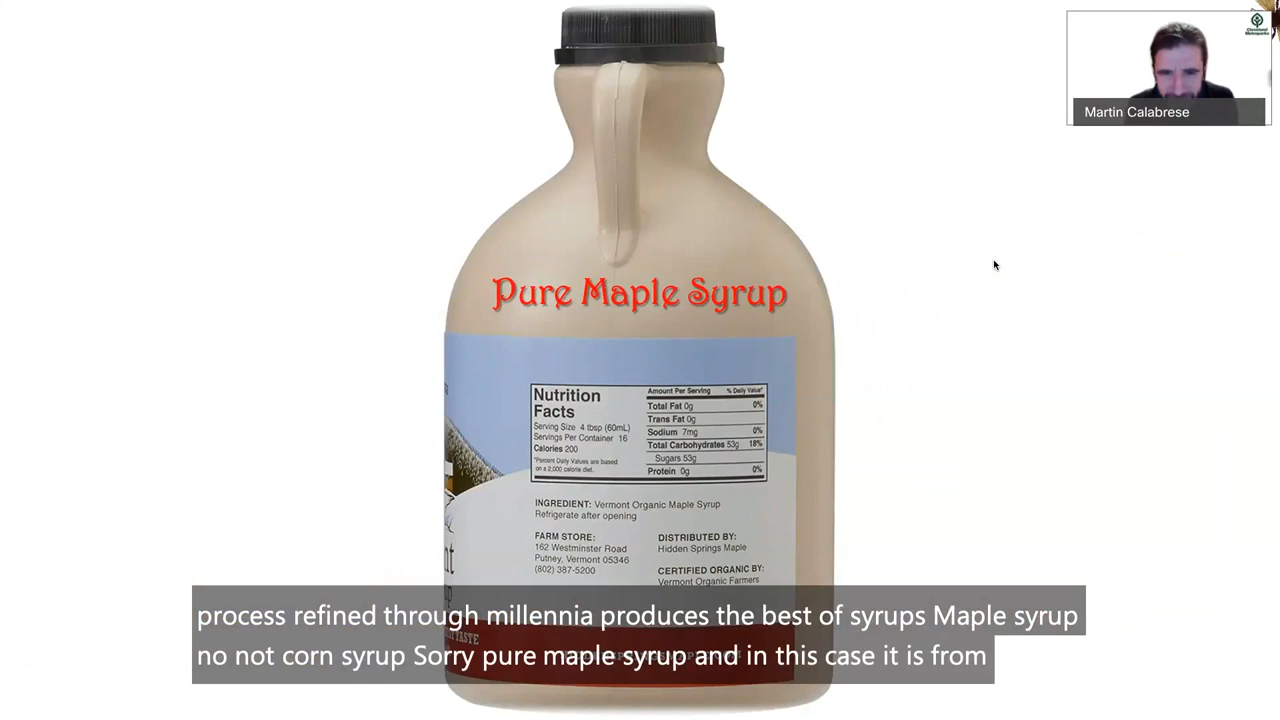 Cleveland Metroparks
Martin Calabrese
Pure Maple Syrup
Nutrition
Facts
Serving Size 4 tbsp (60mL)
Servings Per Container 16
Calories 200
*Percent Daily Values are based
on a 2,000 calorie diet.
Amount Per Serving % Daily Value*
Total Fat 0g 0%
Trans Fat 0g
Sodium 7mg 0%
Total Carbohydrates 53g 18%
Sugars 53g
Protein 0g 0%
INGREDIENT: Vermont Organic Maple Syrup
Refrigerate after opening
FARM STORE:
162 Westminster Road
Putney, Vermont 05346
(802) 387-5200
DISTRIBUTED BY:
Hidden Springs Maple
CERTIFIED ORGANIC BY:
Vermont Organic Farmers
process refined through millennia produces the best of syrups Maple syrup
no not corn syrup Sorry pure maple syrup and in this case it is from